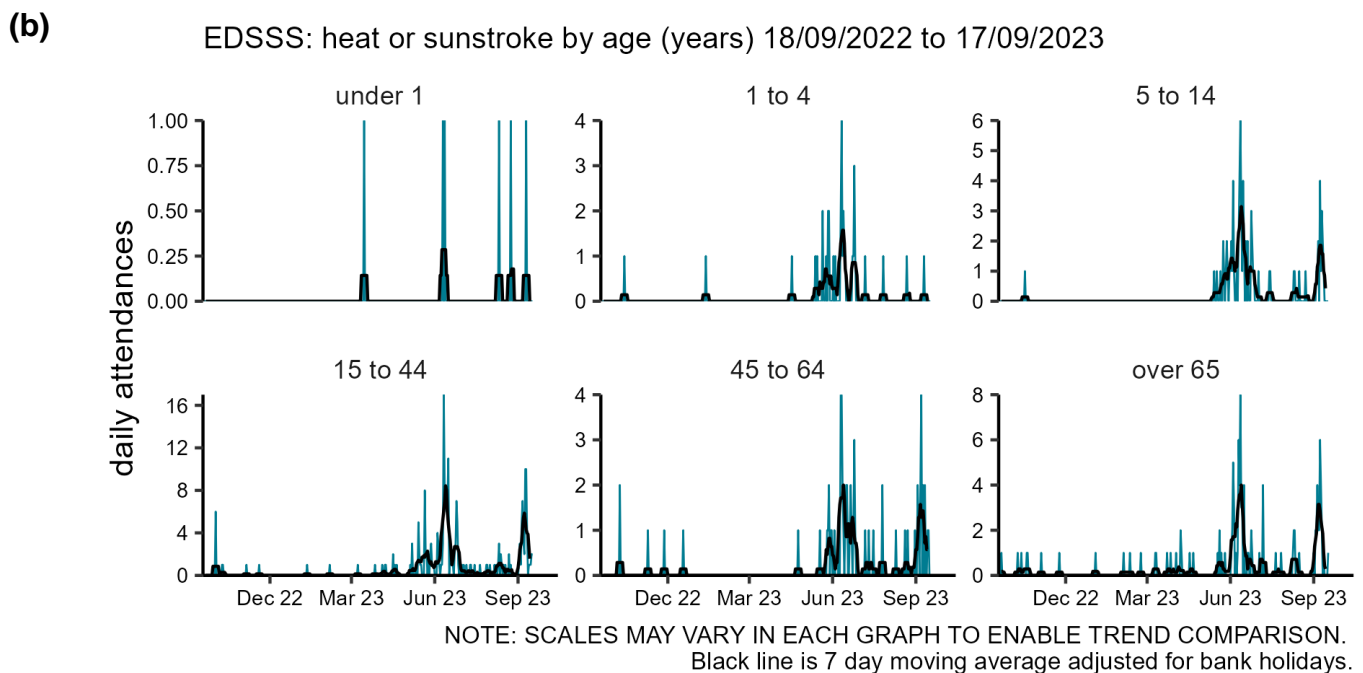 (b)
EDSSS: heat or sunstroke by age (years) 18/09/2022 to 17/09/2023
daily attendances
under 1
1.00
0.75
0.50
0.25
0.00
1 to 4
4
3
2
1
0
5 to 14
6
5
4
3
2
1
0
15 to 44
16
12
8
4
0
Dec 22 Mar 23 Jun 23 Sep 23
45 to 64
4
3
2
1
0
Dec 22 Mar 23 Jun 23 Sep 23
over 65
8
6
4
2
0
Dec 22 Mar 23 Jun 23 Sep 23
NOTE: SCALES MAY VARY IN EACH GRAPH TO ENABLE TREND COMPARISON.
Black line is 7 day moving average adjusted for bank holidays.